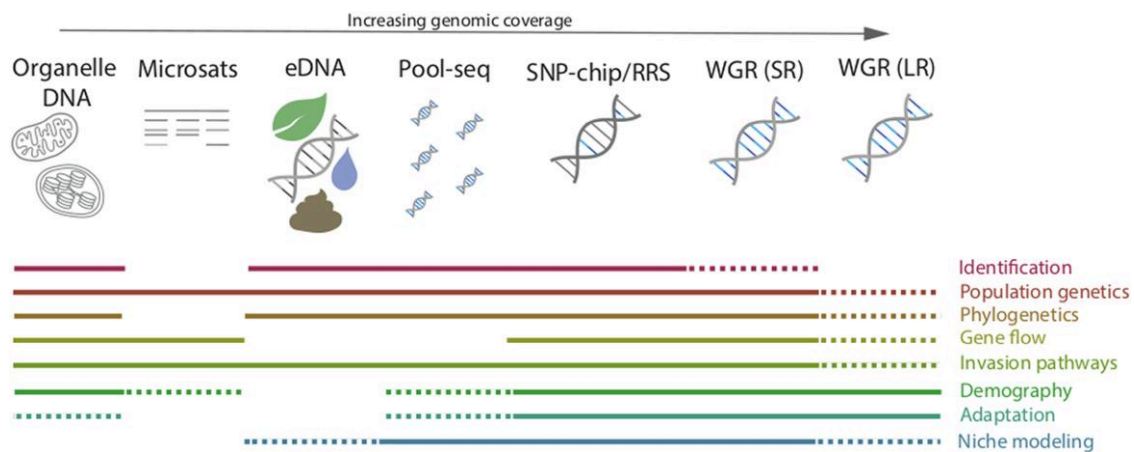 Increasing genomic coverage
Organelle DNA
Microsats
eDNA
Pool-seq
SNP-chip/RRS
WGR (SR)
WGR (LR)
Identification
Population genetics
Phylogenetics
Gene flow
Invasion pathways
Demography
Adaptation
Niche modeling